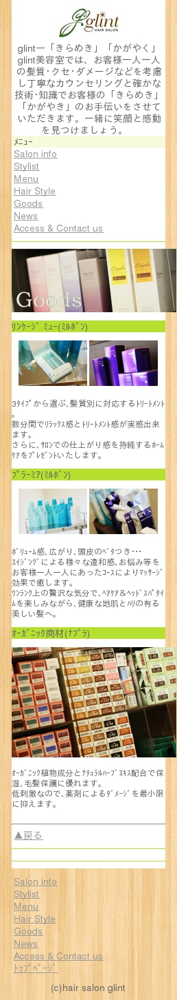 glint
HAIR SALON
glint―「きらめき」「かがやく」
glint美容室では、お客様一人一人
の髪質･クセ･ダメージなどを考慮
し丁寧なカウンセリングと確かな
技術･知識でお客様の「きらめき」
「かがやき」のお手伝いをさせて
いただきます。一緒に笑顔と感動
を見つけましょう。
ﾒﾆｭｰ
Salon info
Stylist
Menu
Hair Style
Goods
News
Access & Contact us
Goods
ﾘﾝｹｰｼﾞ ﾐｭｰ(ﾐﾙﾎﾞﾝ)
3ﾀｲﾌﾟから選ぶ､髪質別に対応するﾄﾘｰﾄﾒﾝﾄ
。
数分間でﾘﾗｯｸｽ感とﾄﾘｰﾄﾒﾝﾄ感が実感出来
ます。
さらに､ｻﾛﾝでの仕上がり感を持続するﾎｰﾑ
ｹｱをﾌﾟﾚｾﾞﾝﾄいたします。
ﾌﾟﾗｰﾐｱ(ﾐﾙﾎﾞﾝ)
ﾎﾞﾘｭｰﾑ感､広がり､頭皮のﾍﾞﾀつき･･･
ｴｲｼﾞﾝｸﾞによる様々な違和感､お悩み等を
お客様一人一人にあったｺｰｽによりﾏｯｻｰｼﾞ
効果で癒します。
ﾜﾝﾗﾝｸ上の贅沢な気分で､ﾍｱｹｱ＆ﾍｯﾄﾞｽﾊﾟﾀｲ
ﾑを楽しみながら､健康な地肌とﾊﾘの有る
美しい髪へ。
ｵｰｶﾞﾆｯｸ商材(ﾅﾌﾟﾗ)
ｵｰｶﾞﾆｯｸ植物成分とﾅﾁｭﾗﾙﾊｰﾌﾞｴｷｽ配合で保
湿､毛髪保護に優れます。
低刺激なので､薬剤によるﾀﾞﾒｰｼﾞを最小限
に抑えます。
▲戻る
Salon info
Stylist
Menu
Hair Style
Goods
News
Access & Contact us
ﾄｯﾌﾟﾍﾟｰｼﾞ
(c)hair salon glint